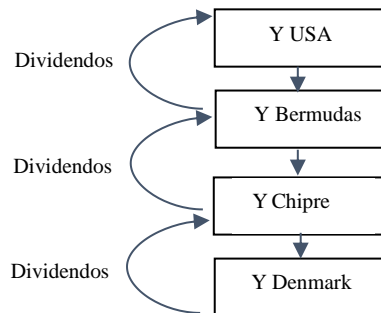 Y USA
Dividendos
Y Bermudas
Dividendos
Y Chipre
Dividendos
Y Denmark